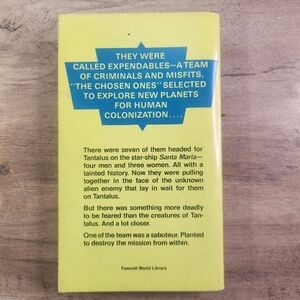 THEY WERE
CALLED EXPENDABLES—A TEAM
OF CRIMINALS AND MISFITS,
"THE CHOSEN ONES" SELECTED
TO EXPLORE NEW PLANETS
FOR HUMAN
COLONIZATION....
There were seven of them headed for
Tantalus on the star-ship Santa Maria—
four men and three women. All with a
tainted history. Now they were pulling
together in the face of the unknown
alien enemy that lay in wait for them
on Tantalus.
But there was something more deadly
to be feared than the creatures of Tan-
talus. And a lot closer.
One of the team was a saboteur. Planted
to destroy the mission from within.
Fawcett World Library